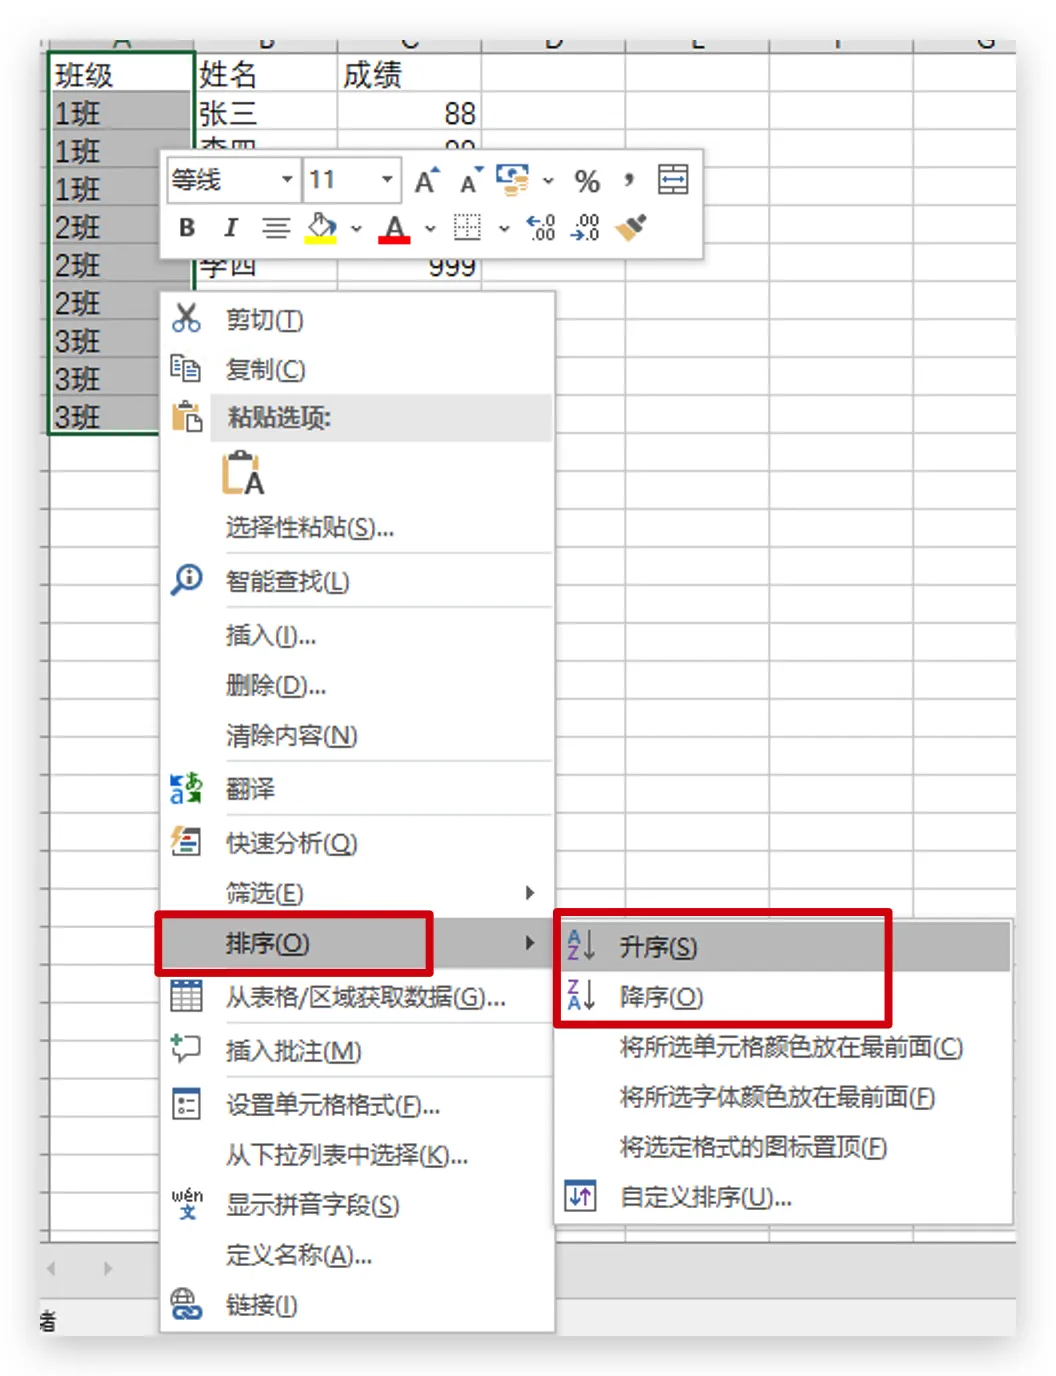 班级 姓名 成绩
1班 张三 88
1班
1班
2班
2班 李四 999
2班
3班
3班
3班
等线 11 A A % ,
B I A .00 .00
剪切(T)
复制(C)
粘贴选项:
A
选择性粘贴(S)...
智能查找(L)
插入(I)...
删除(D)...
清除内容(N)
翻译
快速分析(Q)
筛选(E)
排序(O)
升序(S)
降序(O)
将所选单元格颜色放在最前面(C)
将所选字体颜色放在最前面(F)
将选定格式的图标置顶(F)
自定义排序(U)...
从表格/区域获取数据(G)...
插入批注(M)
设置单元格格式(F)...
从下拉列表中选择(K)...
wén
文
显示拼音字段(S)
定义名称(A)...
链接(I)